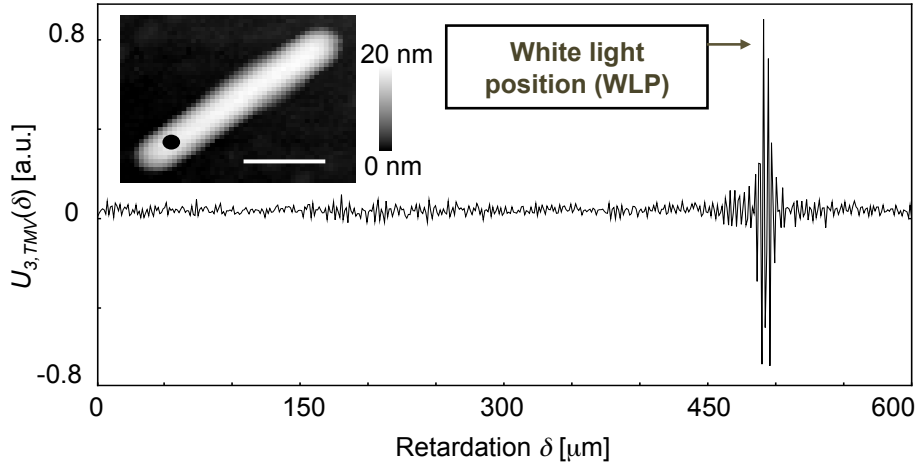 0.8
20 nm
White light
position (WLP)
0 nm
U3,TMV(δ) [a.u.]
0
-0.8
0 150 300 450 600
Retardation δ [μm]